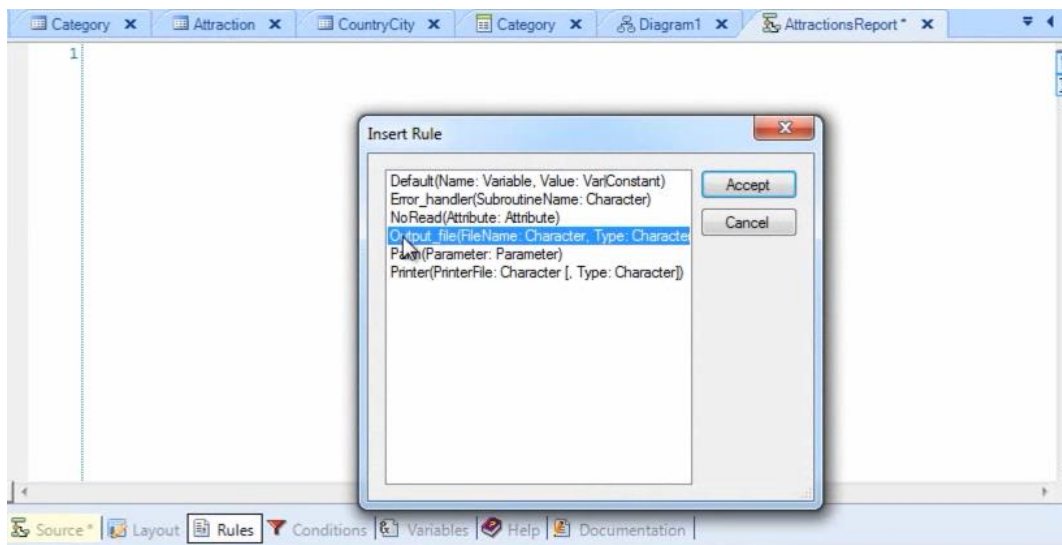 Category Attraction CountryCity Category Diagram1 AttractionsReport *
1
Insert Rule
Default(Name: Variable, Value: Var|Constant)
Error_handler(SubroutineName: Character)
NoRead(Attribute: Attribute)
Output_file(FileName: Character, Type: Character
(Parameter: Parameter)
Printer(PrinterFile: Character [, Type: Character])
Accept
Cancel
Source * Layout Rules Conditions Variables Help Documentation